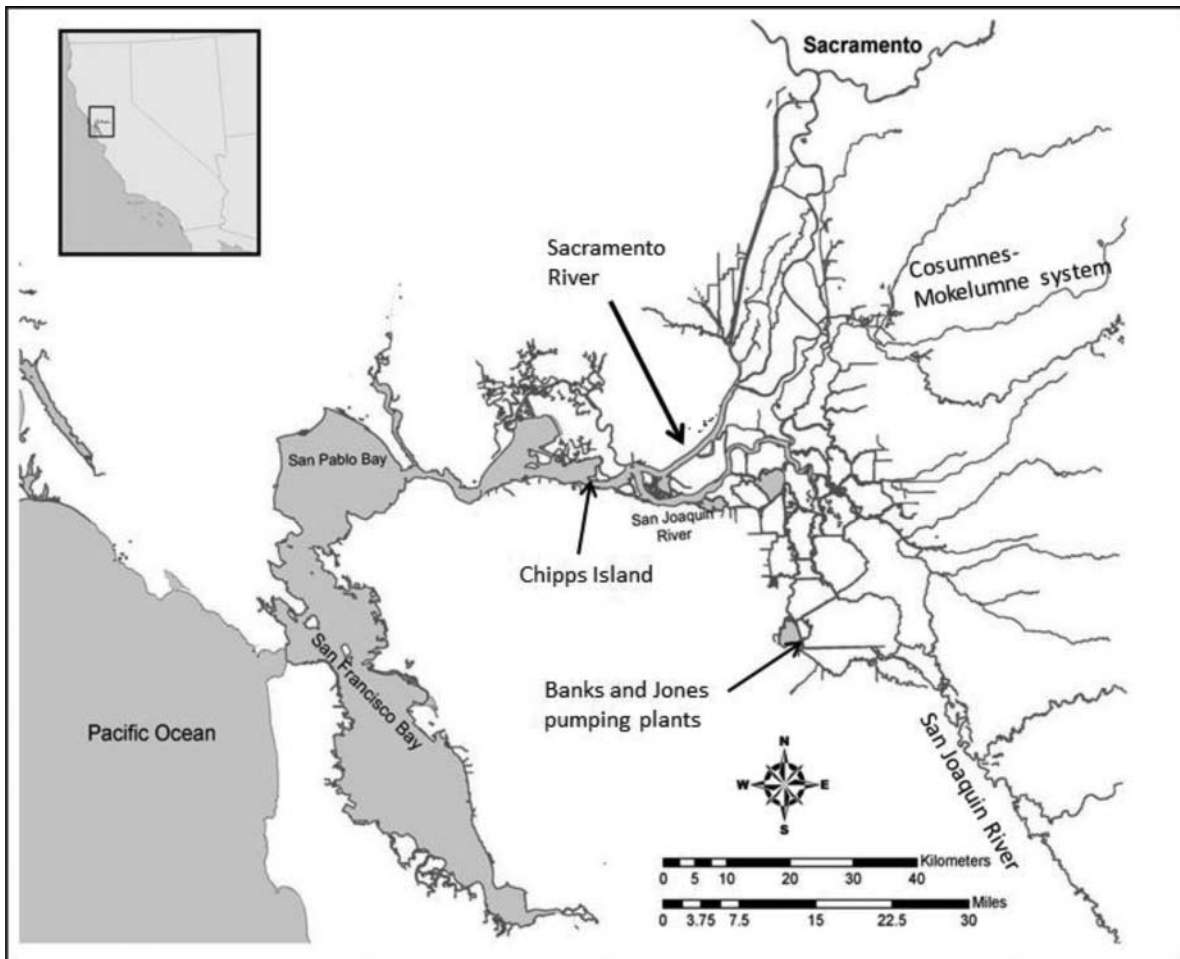 Sacramento
Sacramento
River
Cosumnes-
Mokelumne system
San Pablo Bay
San Joaquin
River
Chipps Island
San Francisco Bay
Banks and Jones
pumping plants
Pacific Ocean
San Joaquin River
N
W E
S
Kilometers
0 5 10 20 30 40
Miles
0 3.75 7.5 15 22.5 30